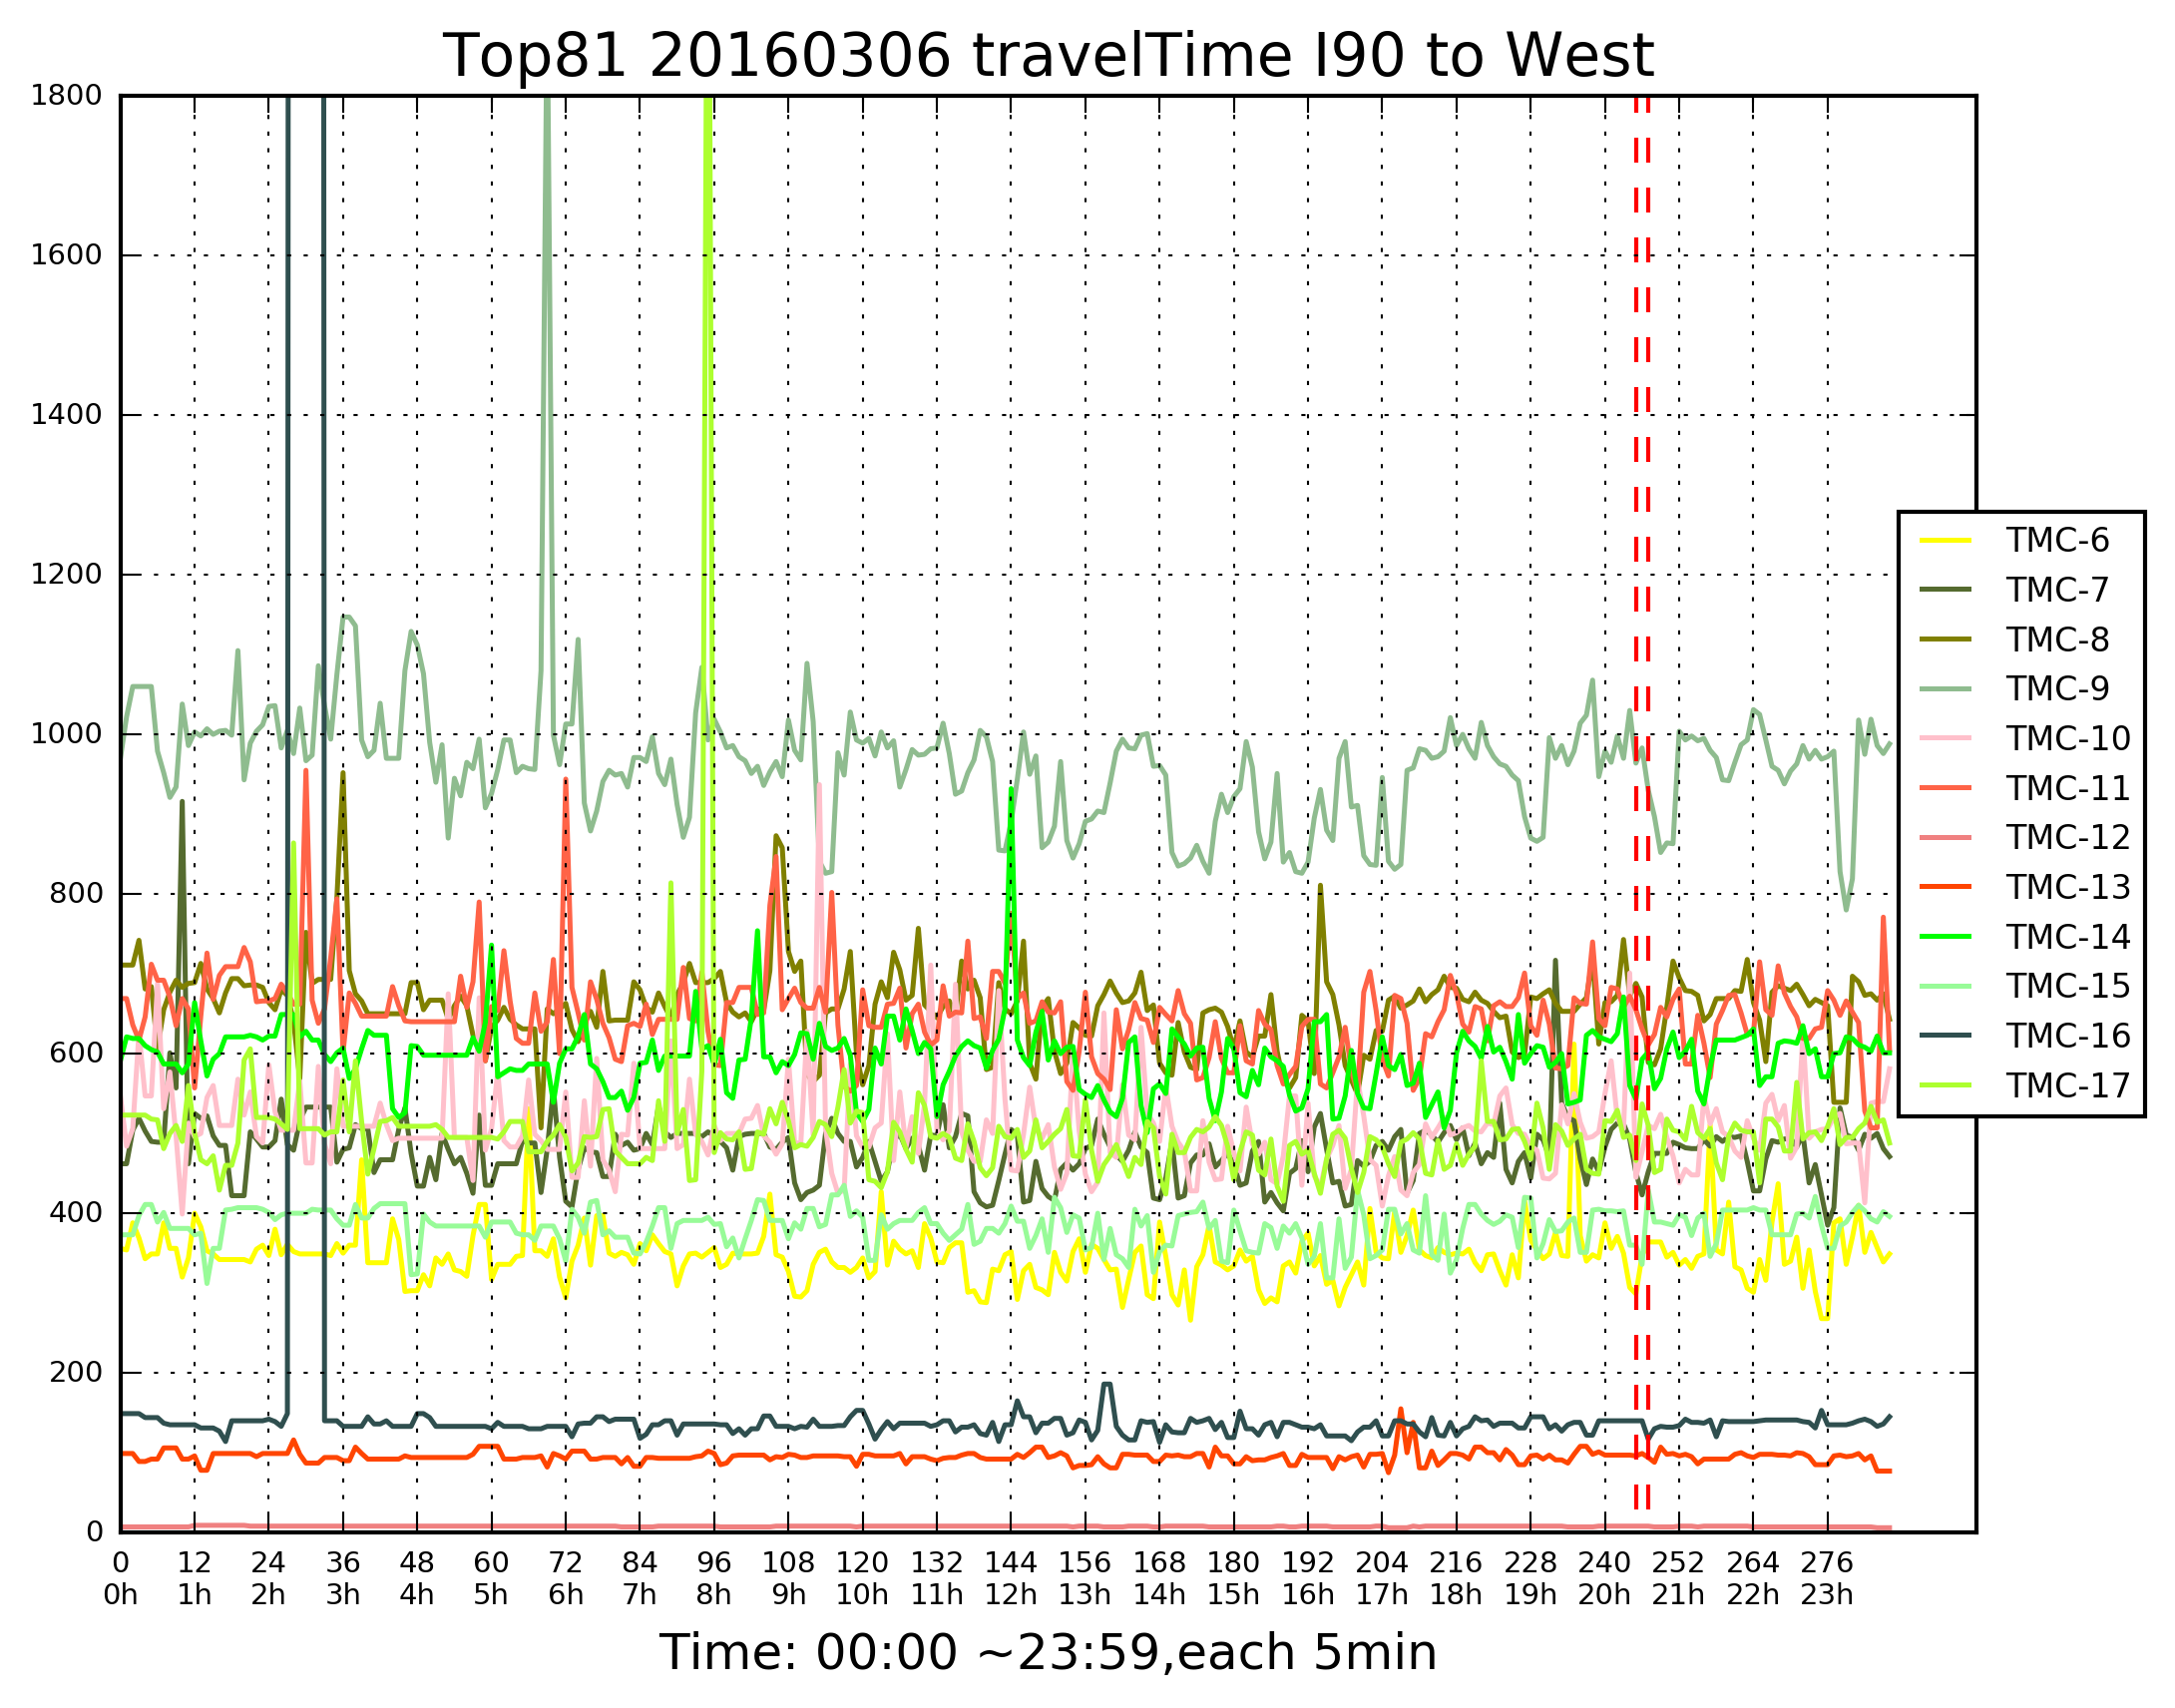 Top81 20160306 travelTime I90 to West
1800
1600
1400
1200
1000
800
600
400
200
0
TMC-6
TMC-7
TMC-8
TMC-9
TMC-10
TMC-11
TMC-12
TMC-13
TMC-14
TMC-15
TMC-16
TMC-17
0 12 24 36 48 60 72 84 96 108 120 132 144 156 168 180 192 204 216 228 240 252 264 276
0h 1h 2h 3h 4h 5h 6h 7h 8h 9h 10h 11h 12h 13h 14h 15h 16h 17h 18h 19h 20h 21h 22h 23h
Time: 00:00 ~23:59,each 5min